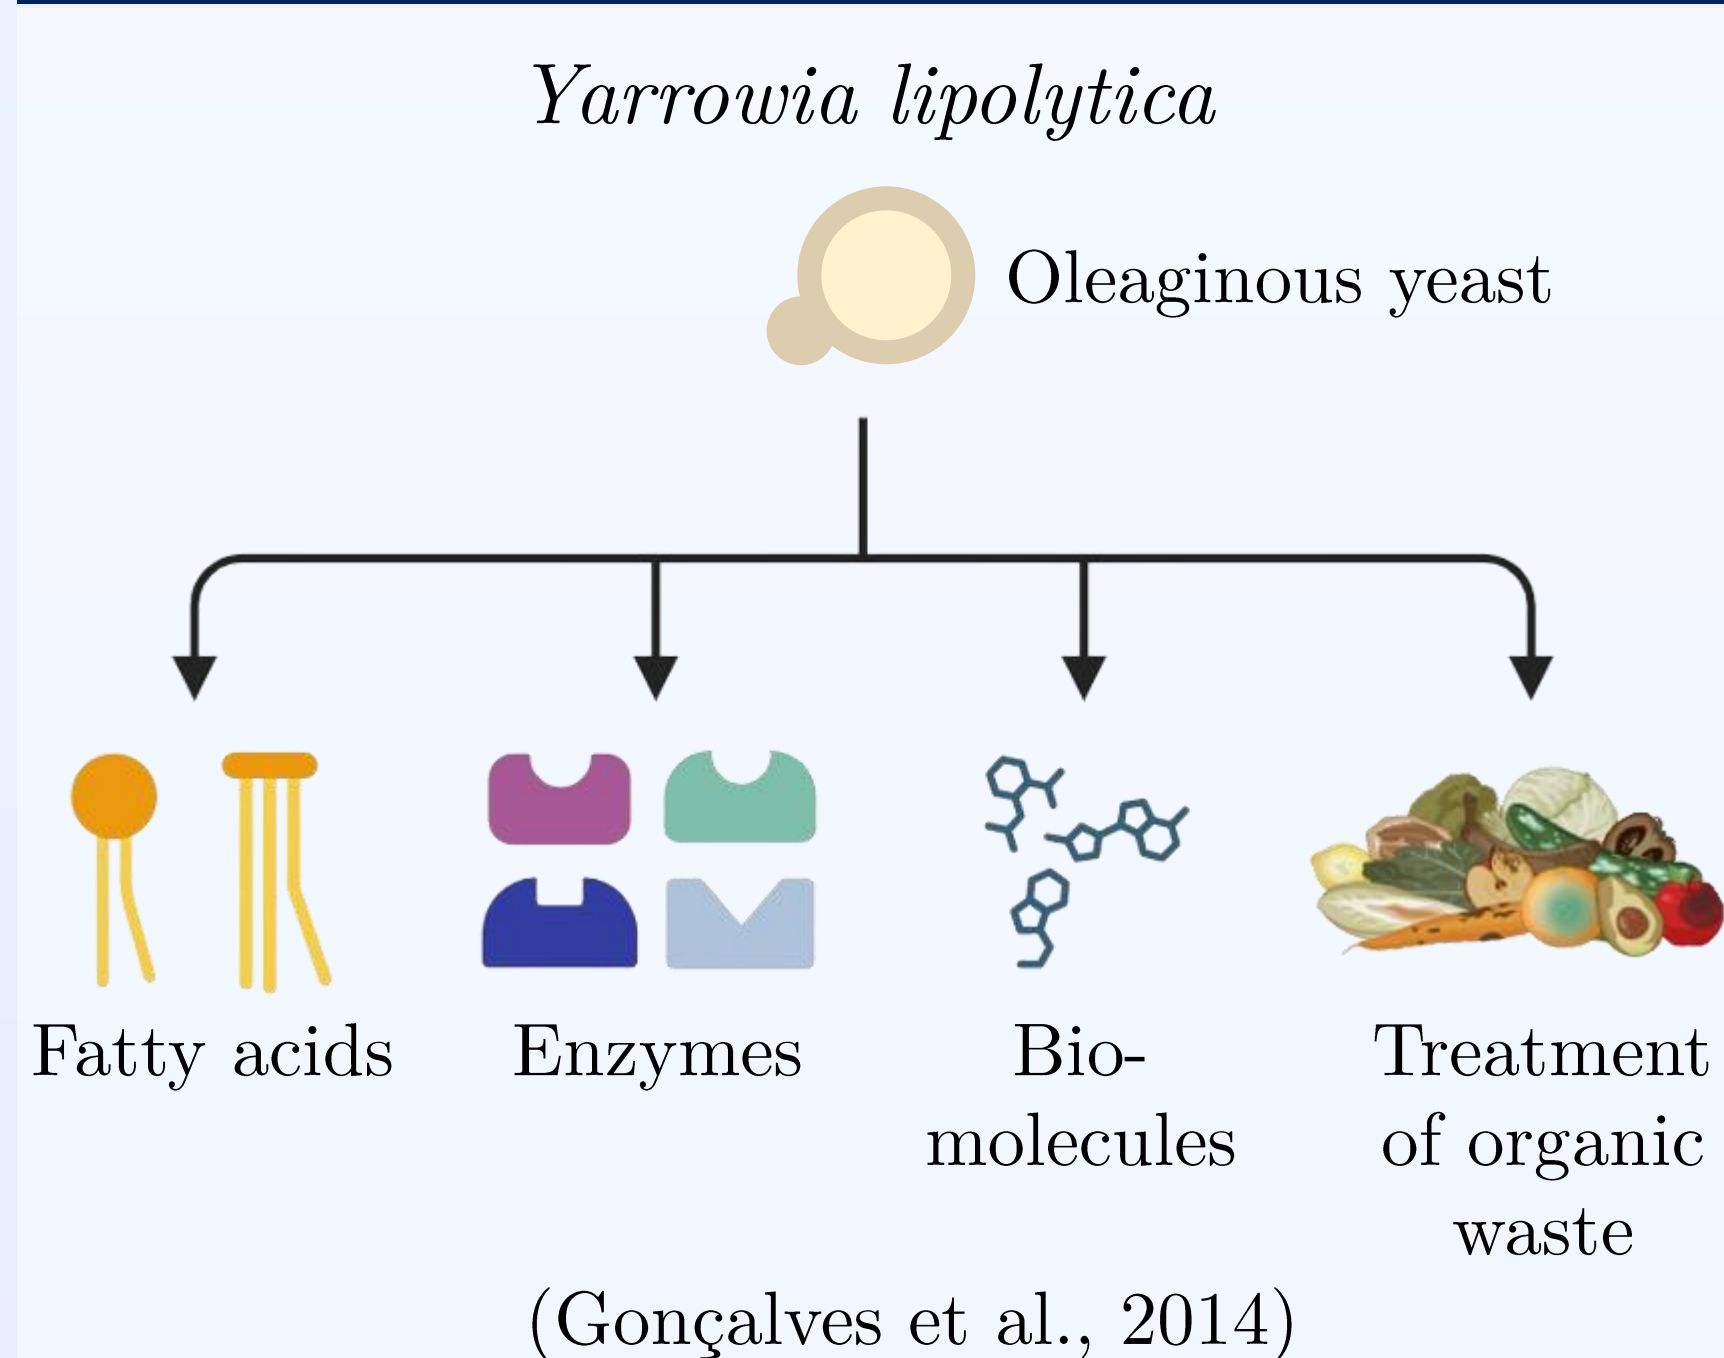 Yarrowia lipolytica
Oleaginous yeast
Fatty acids
Enzymes
Bio-
molecules
Treatment
of organic
waste
(Gonçalves et al., 2014)